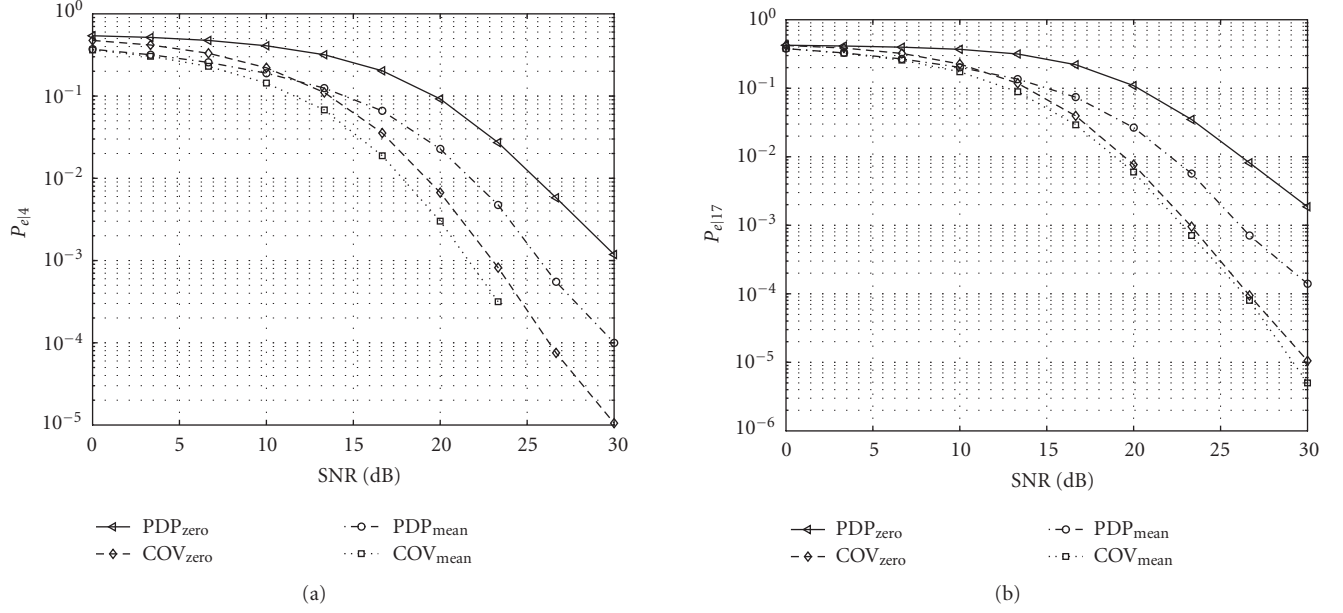 10^0
10^-1
10^-2
10^-3
10^-4
10^-5
P_e|4
0 5 10 15 20 25 30
SNR (dB)
PDP_zero PDP_mean
COV_zero COV_mean
(a)
10^0
10^-1
10^-2
10^-3
10^-4
10^-5
10^-6
P_e|17
0 5 10 15 20 25 30
SNR (dB)
PDP_zero PDP_mean
COV_zero COV_mean
(b)